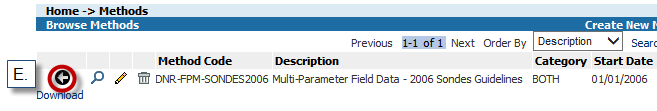 Home -> Methods
Browse Methods Create New M
Previous 1-1 of 1 Next Order By Description Searc
Method Code Description Category Start Date
E. DNR-FPM-SONDES2006 Multi-Parameter Field Data - 2006 Sondes Guidelines BOTH 01/01/2006
Download